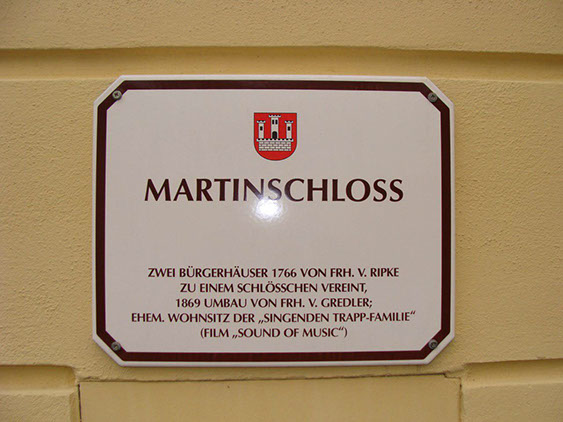 MARTINSCHLOSS
ZWEI BÜRGERHÄUSER 1766 VON FRH. V. RIPKE
ZU EINEM SCHLÖSSCHEN VEREINT,
1869 UMBAU VON FRH. V. GREDLER;
EHEM. WOHNSITZ DER „SINGENDEN TRAPP-FAMILIE“
(FILM „SOUND OF MUSIC“)